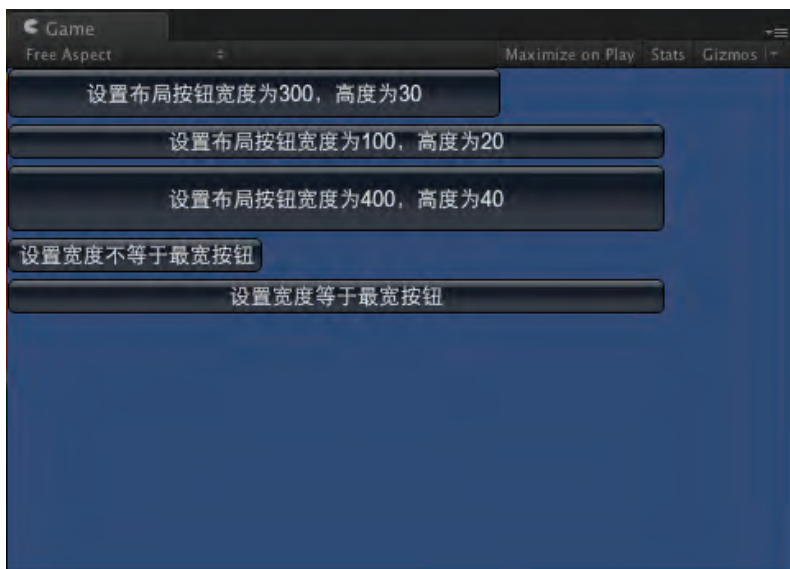 Game
Free Aspect Maximize on Play Stats Gizmos
设置布局按钮宽度为300，高度为30
设置布局按钮宽度为100，高度为20
设置布局按钮宽度为400，高度为40
设置宽度不等于最宽按钮
设置宽度等于最宽按钮